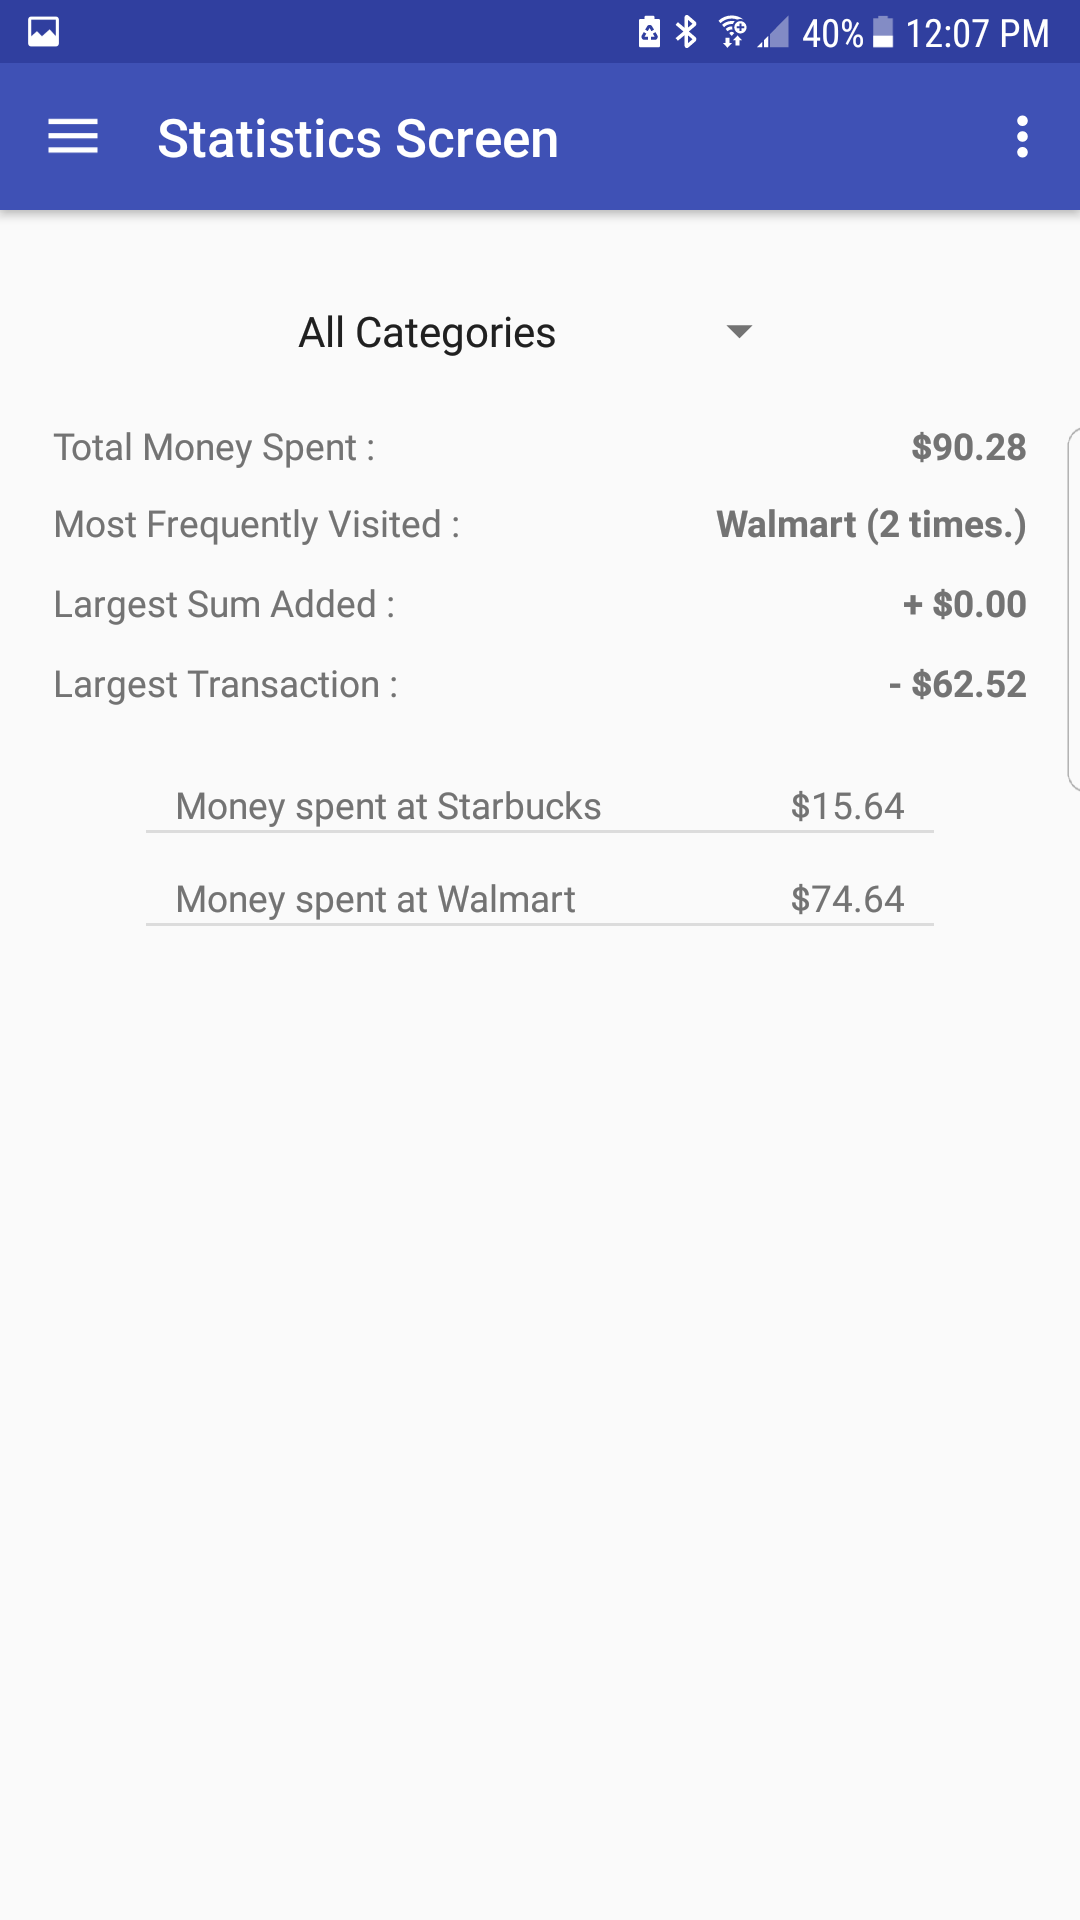 40% 12:07 PM
Statistics Screen
All Categories
Total Money Spent : $90.28
Most Frequently Visited : Walmart (2 times.)
Largest Sum Added : + $0.00
Largest Transaction : - $62.52
Money spent at Starbucks $15.64
Money spent at Walmart $74.64